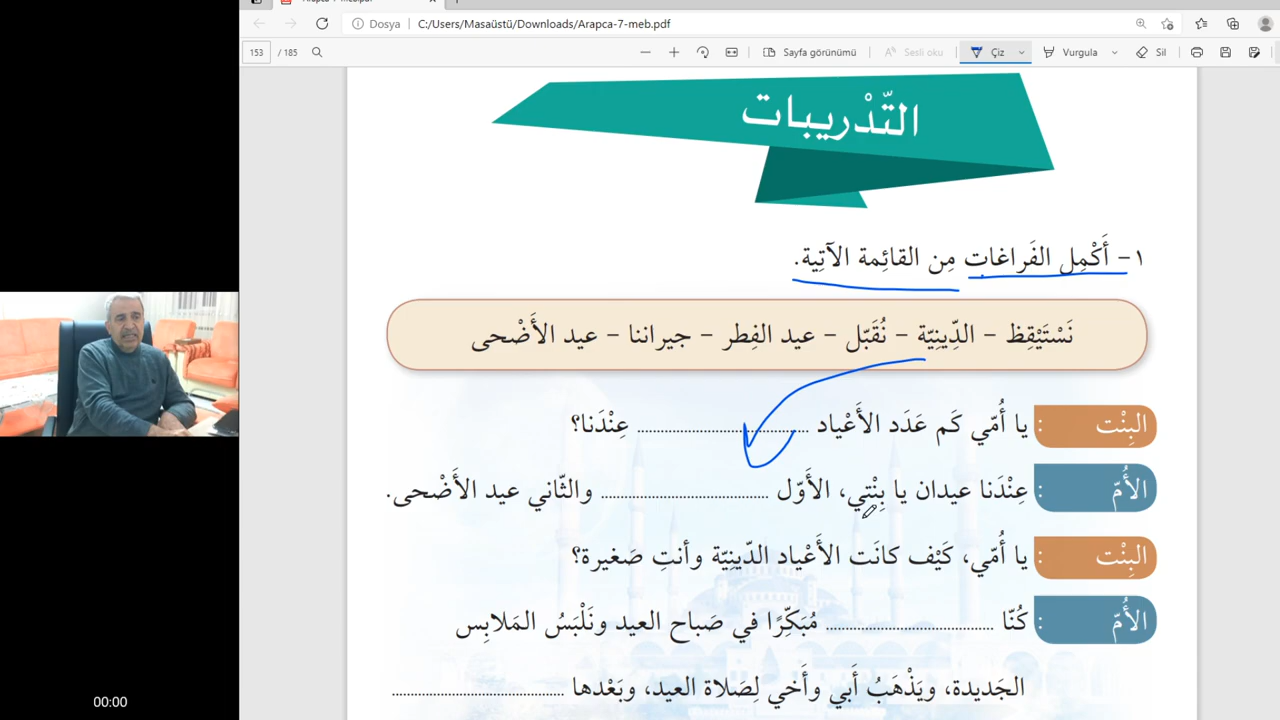 Dosya
C:/Users/Masaüstü/Downloads/Arapca-7-meb.pdf
153 / 185
Sayfa görünümü
Sesli oku
Çiz
Vurgula
Sil
التّدْريبات
١- أَكْمِل الفَراغات مِن القائِمة الآتِية.
نَسْتَيْقِظ - الدِّينِيّة - نُقَبّل - عيد الفِطر - جيراننا - عيد الأَضْحى
البِنْت : يا أُمّي كَم عَدَد الأَعْياد ........................................ عِنْدَنا؟
الأُمّ : عِنْدَنا عيدان يا بِنْتِي، الأَوّل ........................................ والثّاني عيد الأَضْحى.
البِنْت : يا أُمّي، كَيْف كانَت الأَعْياد الدّينِيّة وأنتِ صَغيرة؟
الأُمّ : كُنّا ........................................ مُبَكِّرًا في صَباح العيد ونَلْبَسُ المَلابِس
الجَديدة، ويَذْهَبُ أَبي وأَخي لِصَلاة العيد، وبَعْدها ........................................
00:00